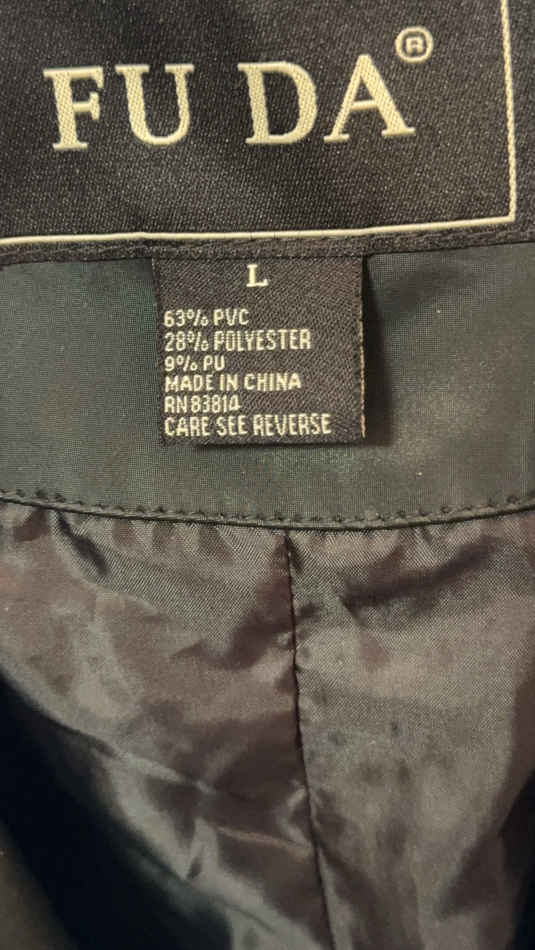 FU DA ®
L
63% PVC
28% POLYESTER
9% PU
MADE IN CHINA
RN 83814
CARE SEE REVERSE